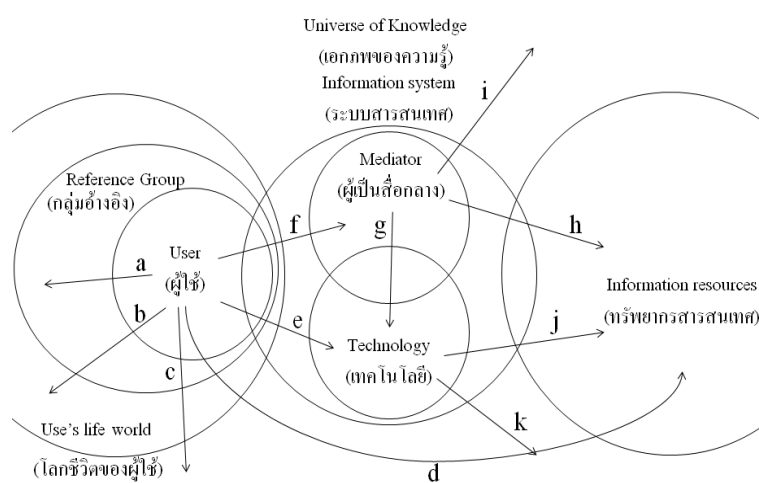 Universe of Knowledge
(เอกภพของความรู้)
Information system
(ระบบสารสนเทศ)
i
Mediator
(ผู้เป็นสื่อกลาง)
Reference Group
(กลุ่มอ้างอิง)
f
g
h
User
(ผู้ใช้)
a
b
c
e
Information resources
(ทรัพยากรสารสนเทศ)
j
Technology
(เทคโนโลยี)
k
Use's life world
(โลกชีวิตของผู้ใช้)
d